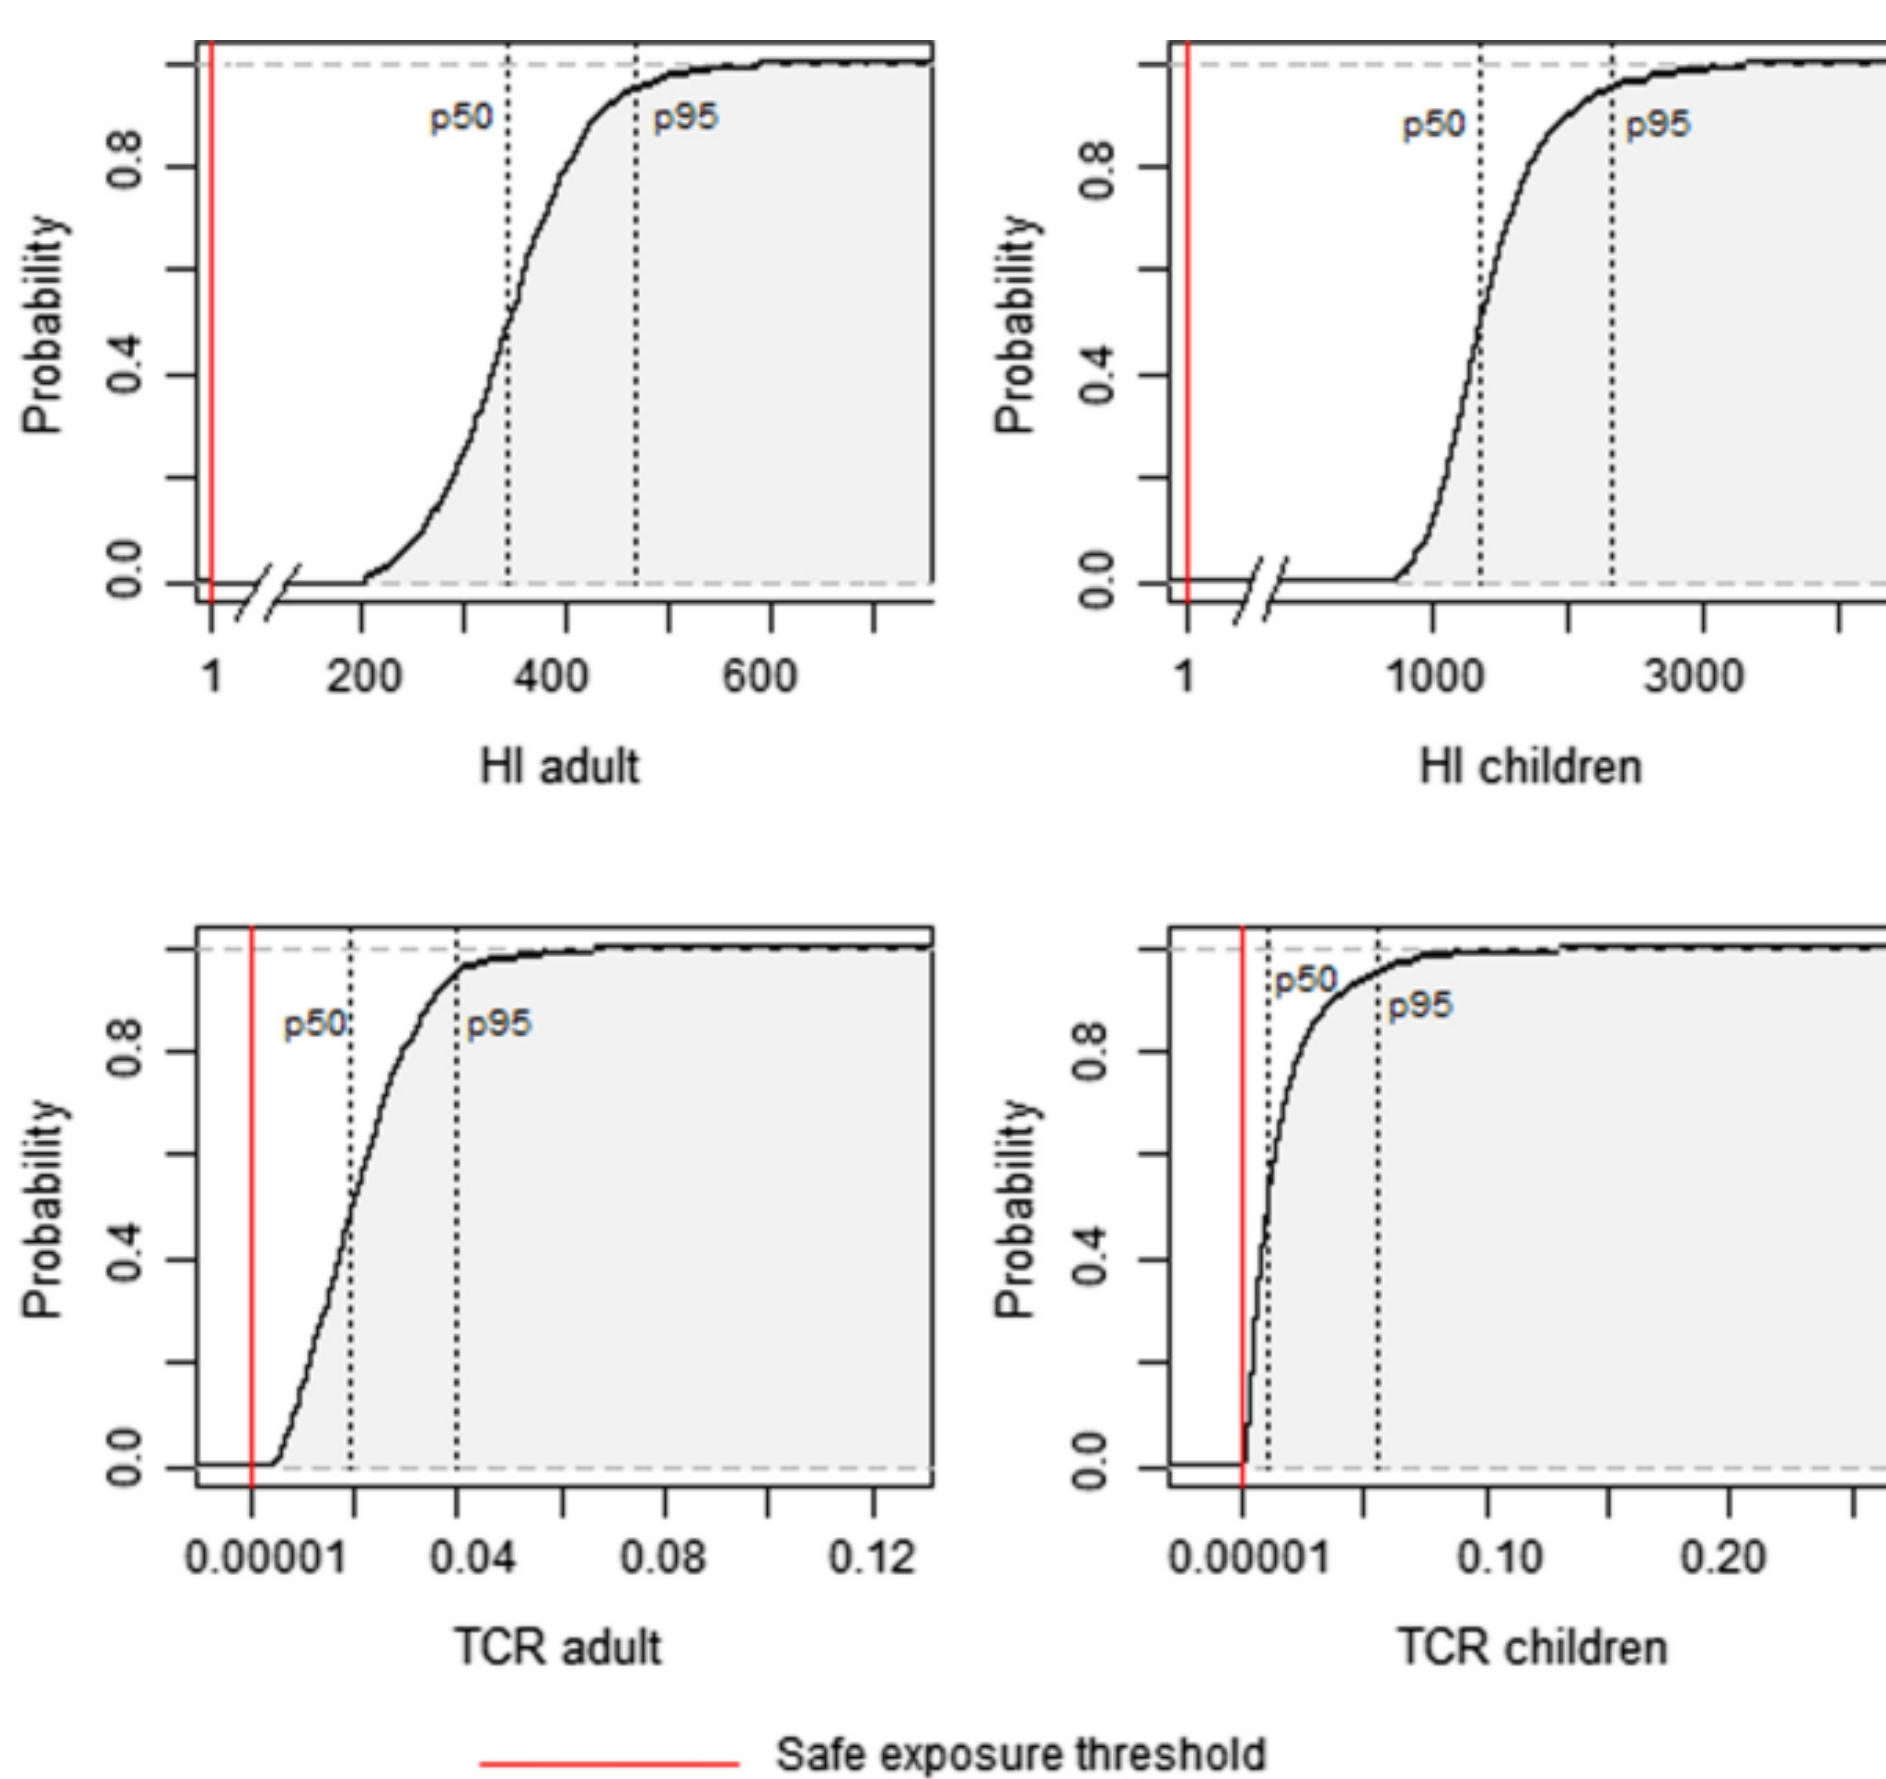 Probability
0.0 0.4 0.8
p50 p95
1 200 400 600
HI adult
Probability
0.0 0.4 0.8
p50 p95
1 1000 3000
HI children
Probability
0.0 0.4 0.8
p50 p95
0.00001 0.04 0.08 0.12
TCR adult
Probability
0.0 0.4 0.8
p50
p95
0.00001 0.10 0.20
TCR children
Safe exposure threshold